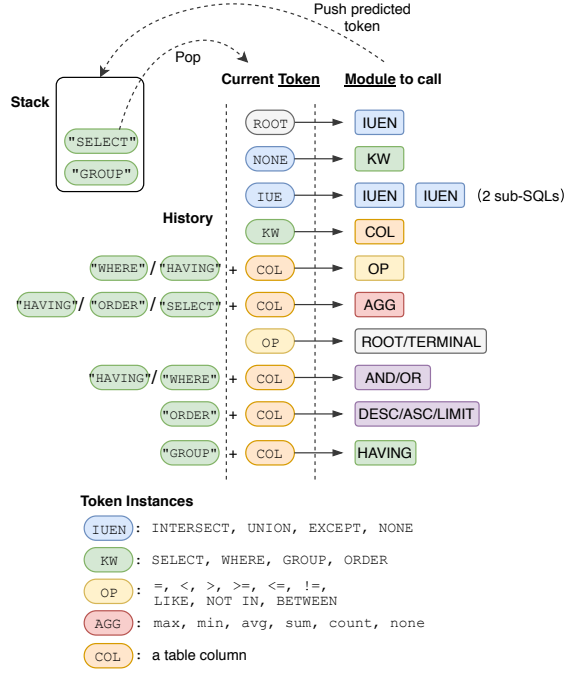 Push predicted
token
Pop
Current Token Module to call
Stack
"SELECT"
"GROUP"
ROOT IUEN
NONE KW
IUE IUEN IUEN (2 sub-SQLs)
History
KW COL
"WHERE" / "HAVING" + COL OP
"HAVING" / "ORDER" / "SELECT" + COL AGG
OP ROOT/TERMINAL
"HAVING" / "WHERE" + COL AND/OR
"ORDER" + COL DESC/ASC/LIMIT
"GROUP" + COL HAVING
Token Instances
IUEN : INTERSECT, UNION, EXCEPT, NONE
KW : SELECT, WHERE, GROUP, ORDER
OP : =, <, >, >=, <=, !=,
LIKE, NOT IN, BETWEEN
AGG : max, min, avg, sum, count, none
COL : a table column